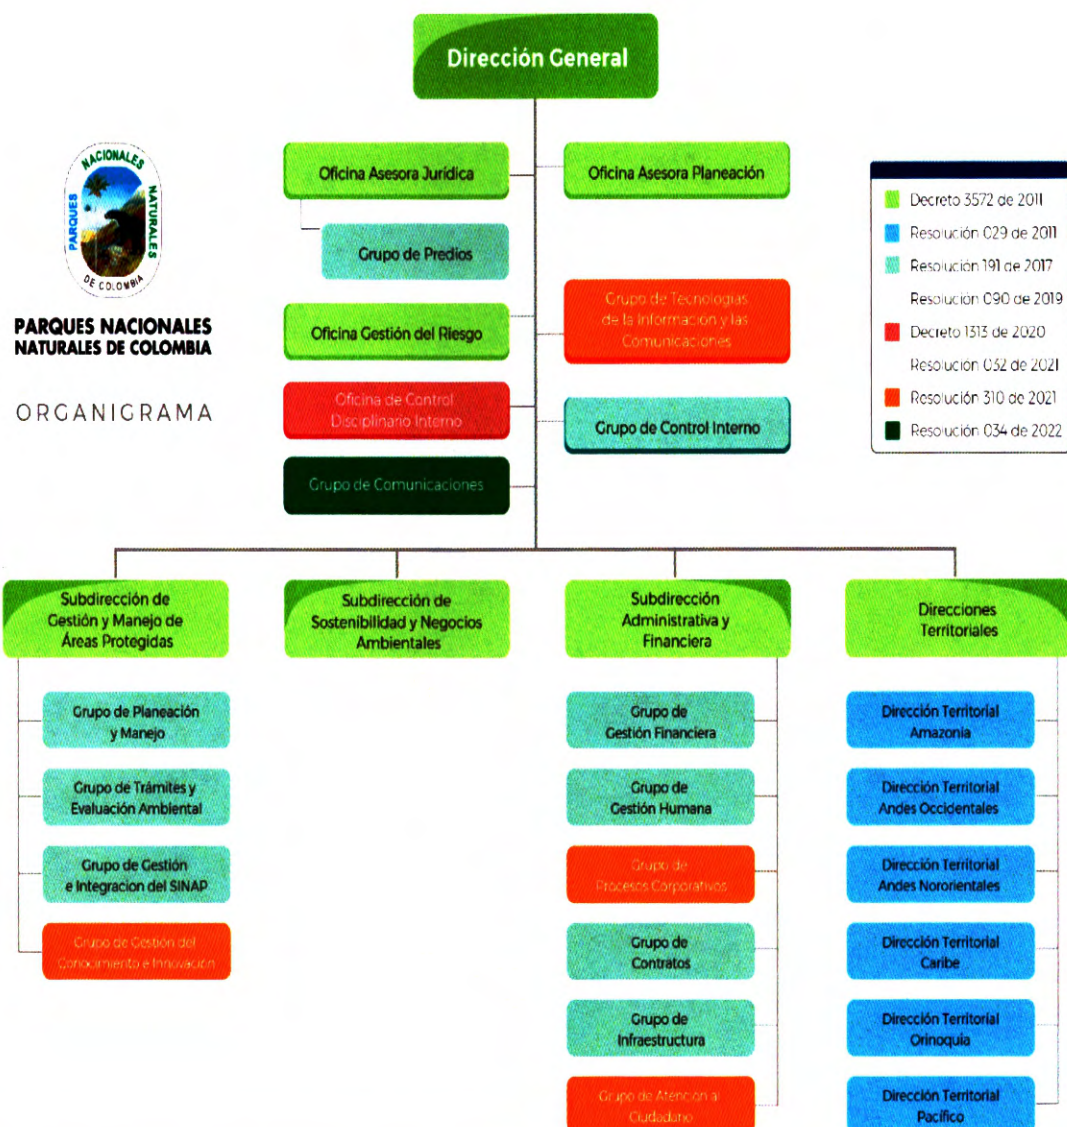 Dirección General
NACIONALES
PARQUES
NATURALES
DE COLOMBIA
PARQUES NACIONALES
NATURALES DE COLOMBIA
ORGANIGRAMA
Oficina Asesora Jurídica
Oficina Asesora Planeación
Grupo de Predios
Oficina Gestión del Riesgo
Grupo de Tecnologías
de la Información y las
Comunicaciones
Oficina de Control
Disciplinario Interno
Grupo de Control Interno
Grupo de Comunicaciones
Decreto 3572 de 2011
Resolución 029 de 2011
Resolución 191 de 2017
Resolución 090 de 2019
Decreto 1313 de 2020
Resolución 032 de 2021
Resolución 310 de 2021
Resolución 034 de 2022
Subdirección de
Gestión y Manejo de
Áreas Protegidas
Grupo de Planeación
y Manejo
Grupo de Trámites y
Evaluación Ambiental
Grupo de Gestión
e Integracion del SINAP
Grupo de Gestión del
Conocimiento e Innovación
Subdirección de
Sostenibilidad y Negocios
Ambientales
Subdirección
Administrativa y
Financiera
Grupo de
Gestión Financiera
Grupo de
Gestión Humana
Grupo de
Procesos Corporativos
Grupo de
Contratos
Grupo de
Infraestructura
Grupo de Atención al
Ciudadano
Direcciones
Territoriales
Dirección Territorial
Amazonia
Dirección Territorial
Andes Occidentales
Dirección Territorial
Andes Nororientales
Dirección Territorial
Caribe
Dirección Territorial
Orinoquia
Dirección Territorial
Pacífico